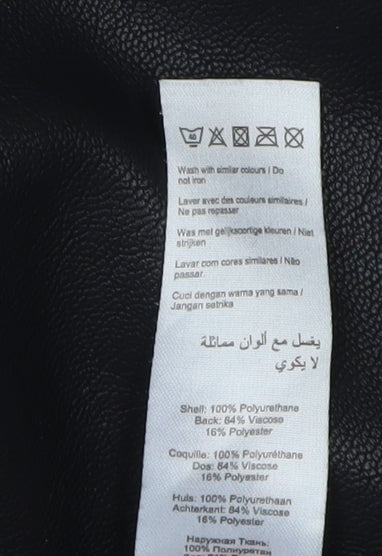 40
Wash with similar colours / Do
not iron
Laver avec des couleurs similaires /
Ne pas repasser
Was met gelijksoortige kleuren / Niet
strijken
Lavar com cores similares / Não
passar.
Cuci dengan warna yang sama /
Jangan setrika
يغسل مع ألوان مماثلة
لا يكوي
Shell: 100% Polyurethane
Back: 84% Viscose
16% Polyester
Coquille: 100% Polyuréthane
Dos: 84% Viscose
16% Polyester
Huls: 100% Polyurethaan
Achterkant: 84% Viscose
16% Polyester
Наружная Ткань:
100% Полиуретан